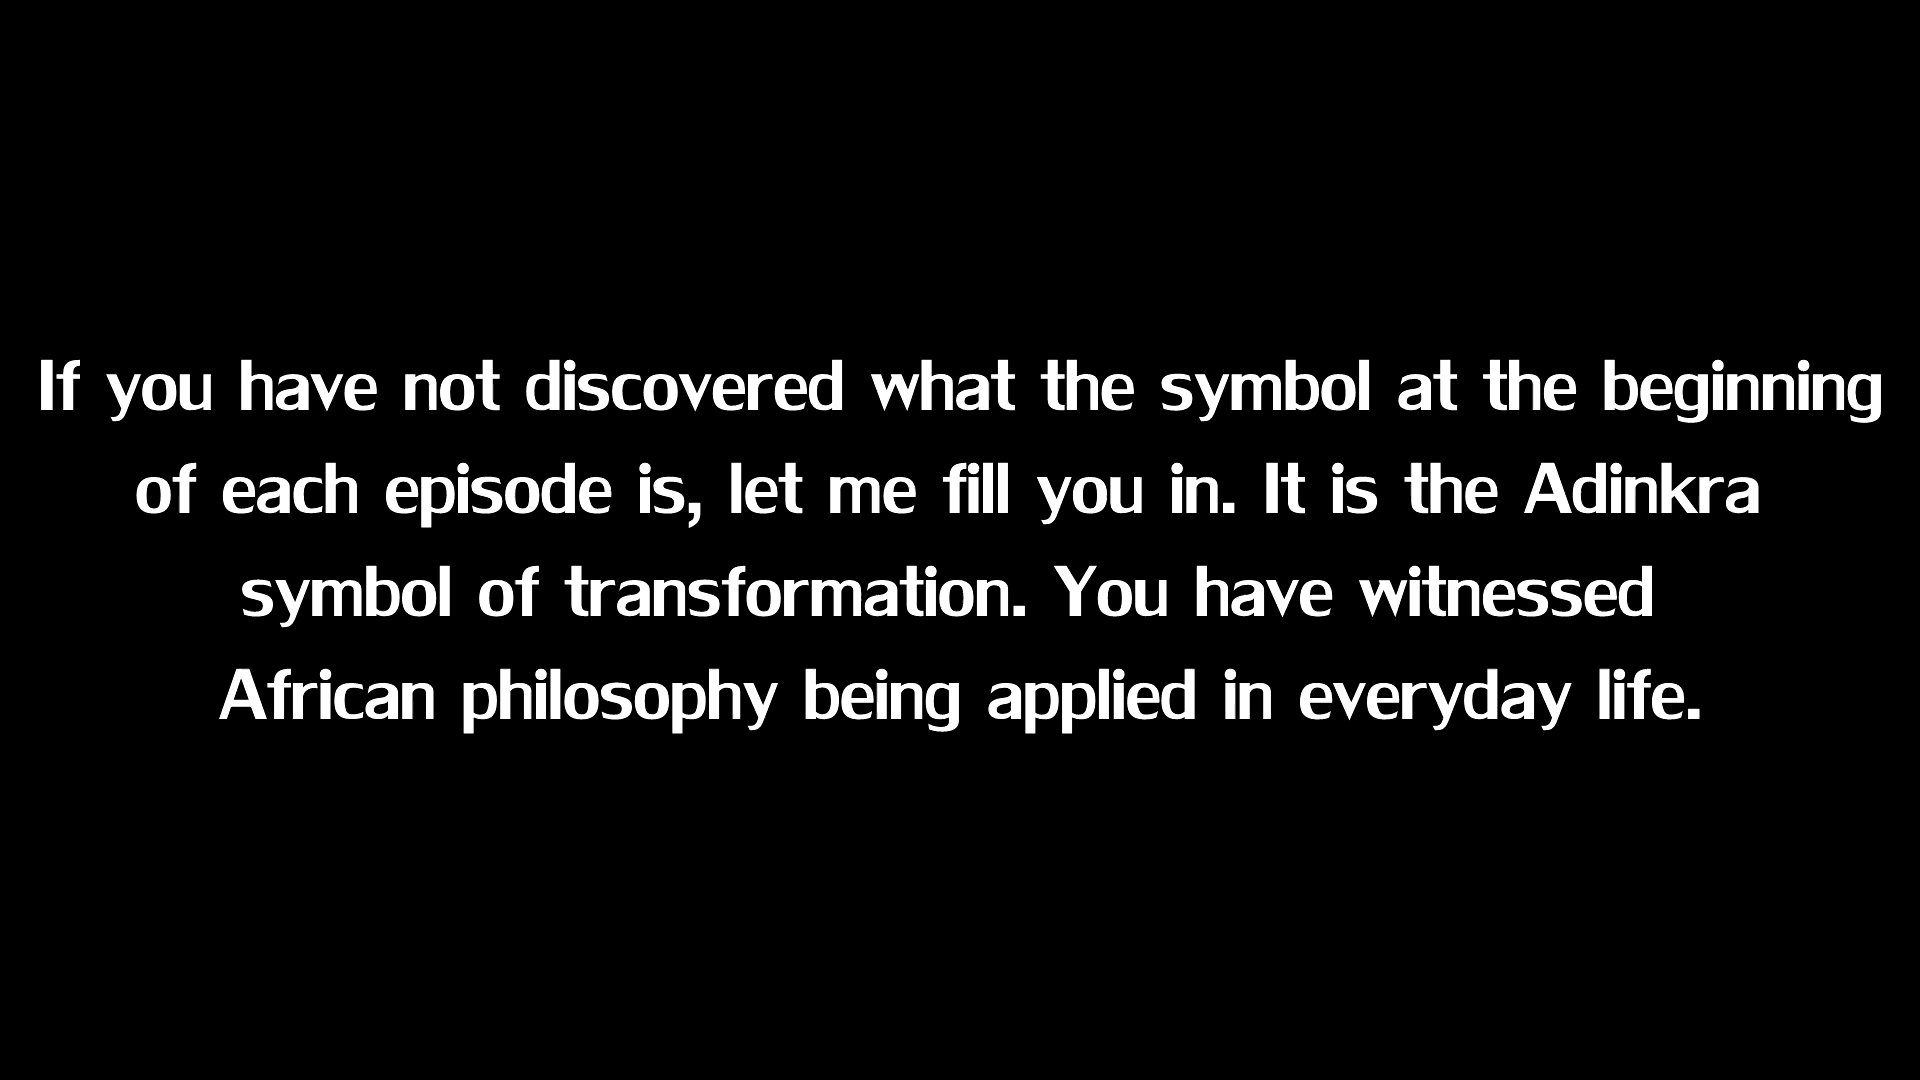 If you have not discovered what the symbol at the beginning
of each episode is, let me fill you in. It is the Adinkra
symbol of transformation. You have witnessed
African philosophy being applied in everyday life.